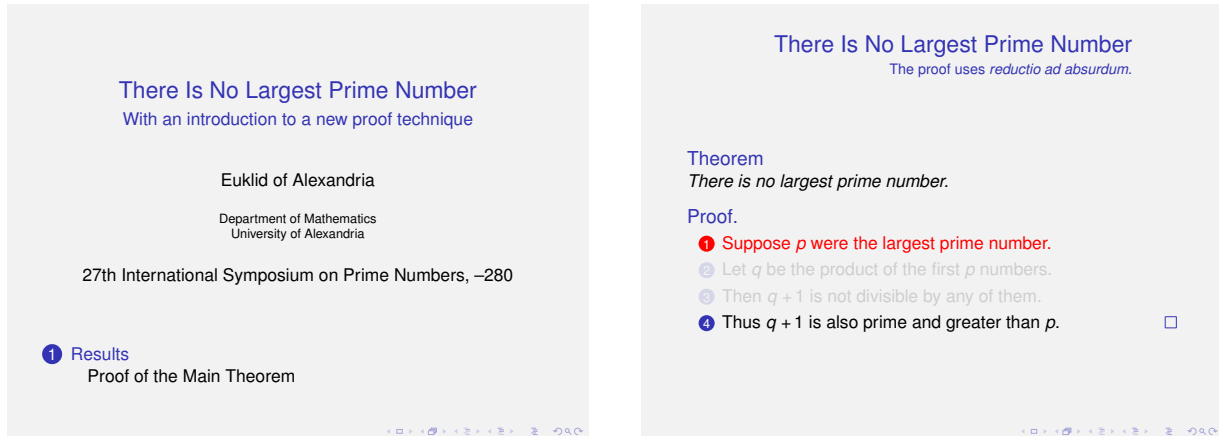 There Is No Largest Prime Number
With an introduction to a new proof technique
Euklid of Alexandria
Department of Mathematics
University of Alexandria
27th International Symposium on Prime Numbers, –280
1 Results
Proof of the Main Theorem
There Is No Largest Prime Number
The proof uses reductio ad absurdum.
Theorem
There is no largest prime number.
Proof.
1 Suppose p were the largest prime number.
2 Let q be the product of the first p numbers.
3 Then q + 1 is not divisible by any of them.
4 Thus q + 1 is also prime and greater than p. □